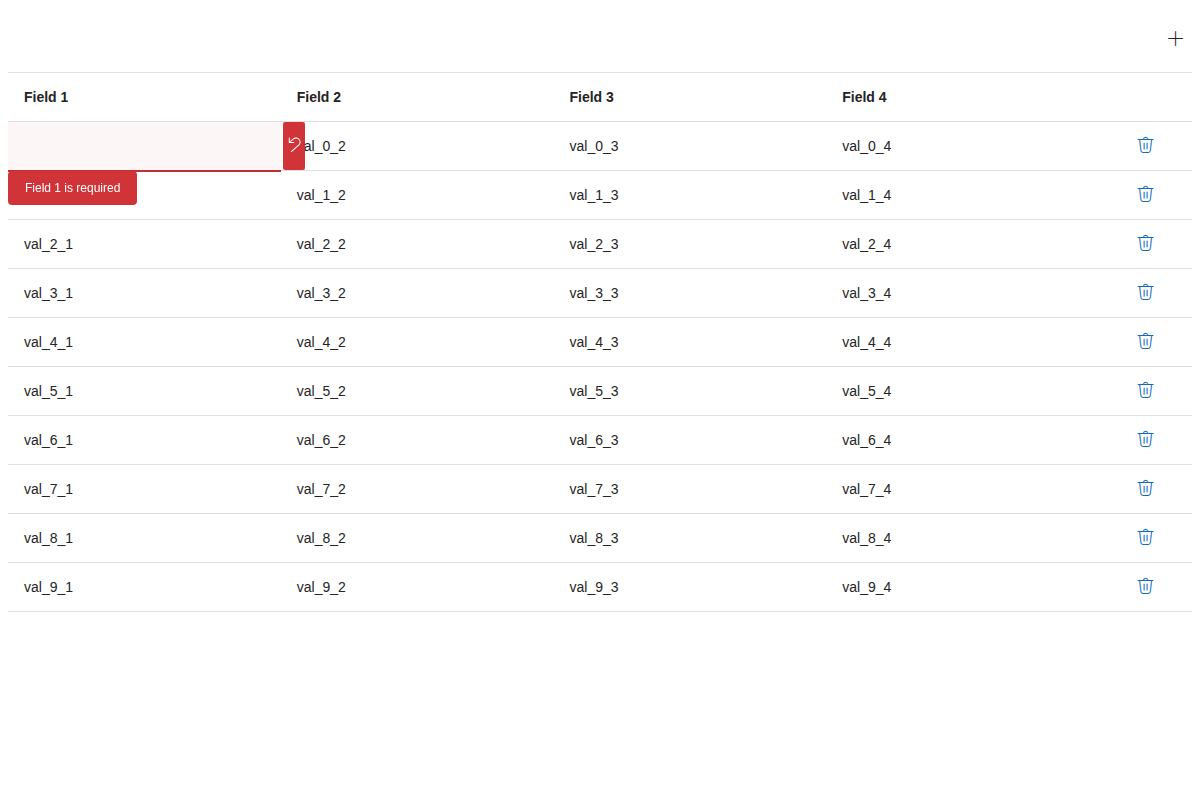 Field 1 Field 2 Field 3 Field 4
al_0_2 val_0_3 val_0_4
Field 1 is required val_1_2 val_1_3 val_1_4
val_2_1 val_2_2 val_2_3 val_2_4
val_3_1 val_3_2 val_3_3 val_3_4
val_4_1 val_4_2 val_4_3 val_4_4
val_5_1 val_5_2 val_5_3 val_5_4
val_6_1 val_6_2 val_6_3 val_6_4
val_7_1 val_7_2 val_7_3 val_7_4
val_8_1 val_8_2 val_8_3 val_8_4
val_9_1 val_9_2 val_9_3 val_9_4